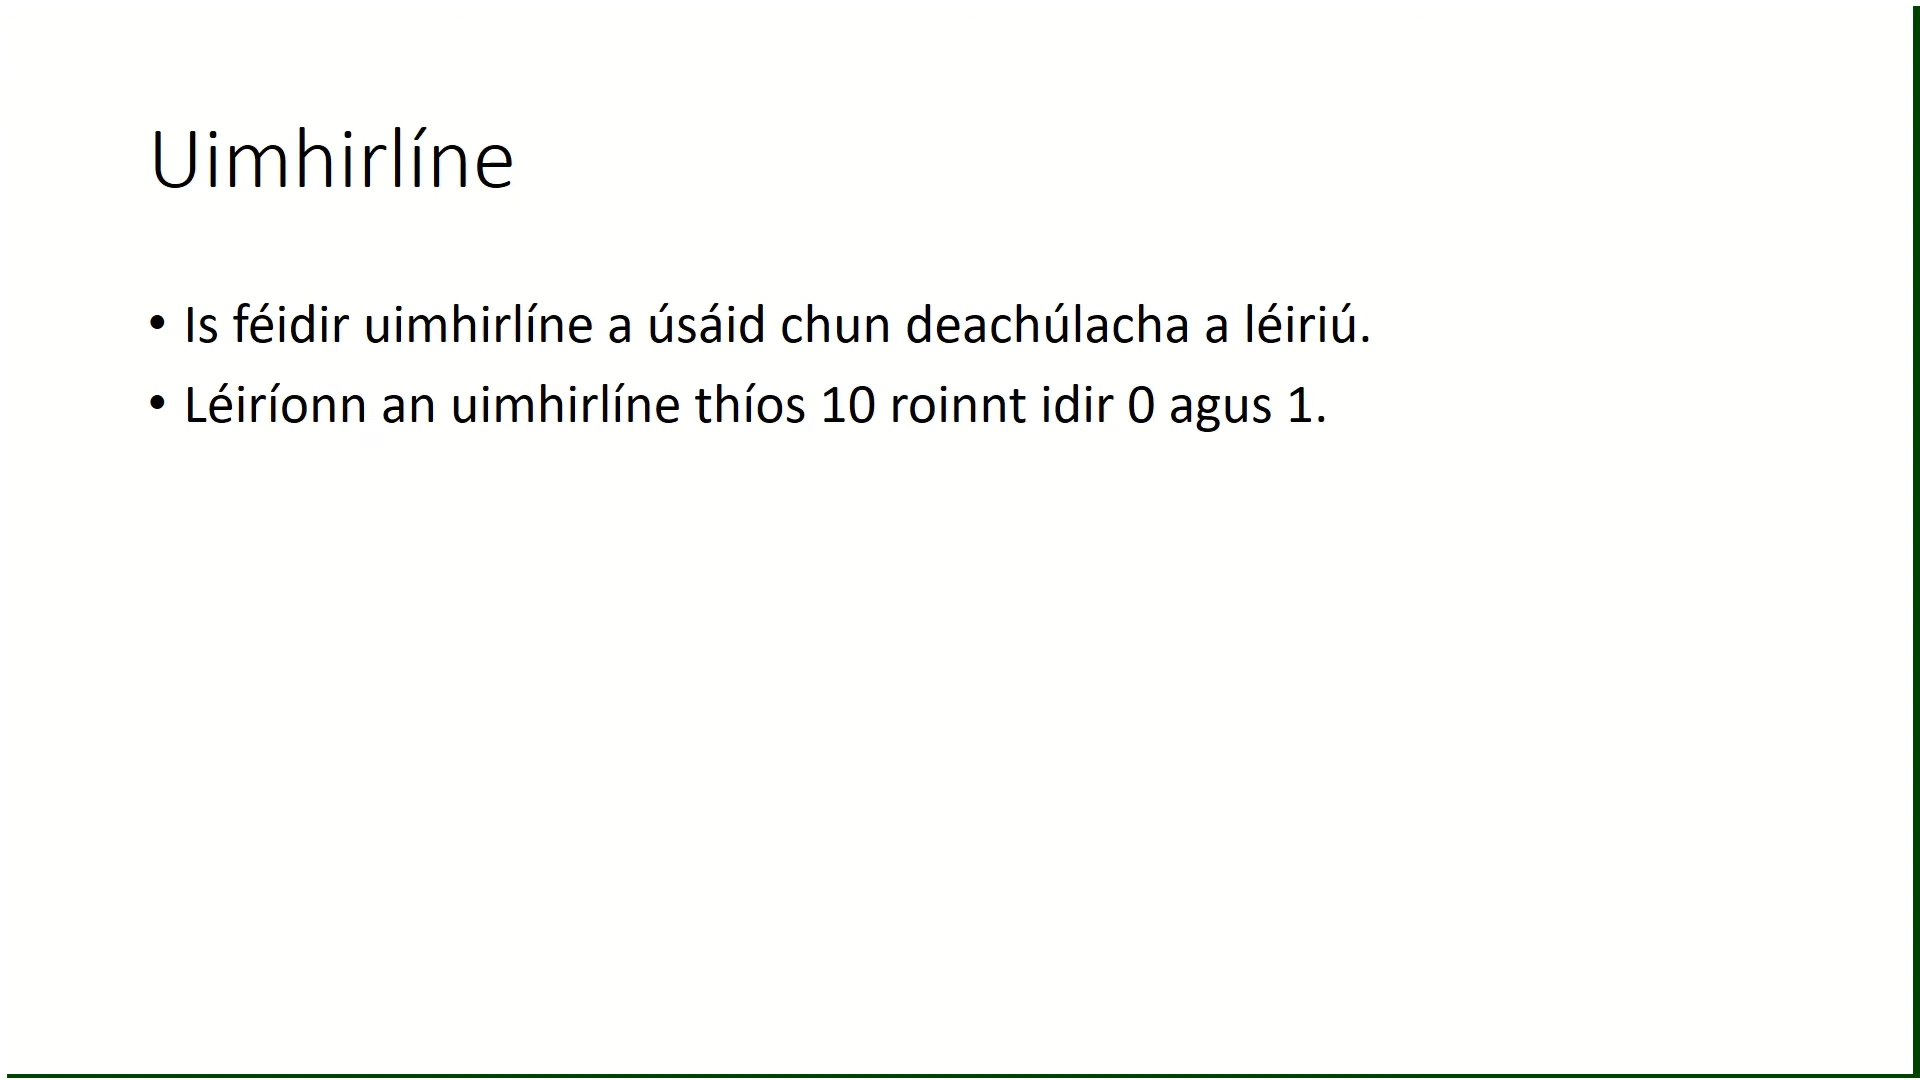 Uimhirlíne
• Is féidir uimhirlíne a úsáid chun deachúlacha a léiriú.
• Léiríonn an uimhirlíne thíos 10 roinnt idir 0 agus 1.